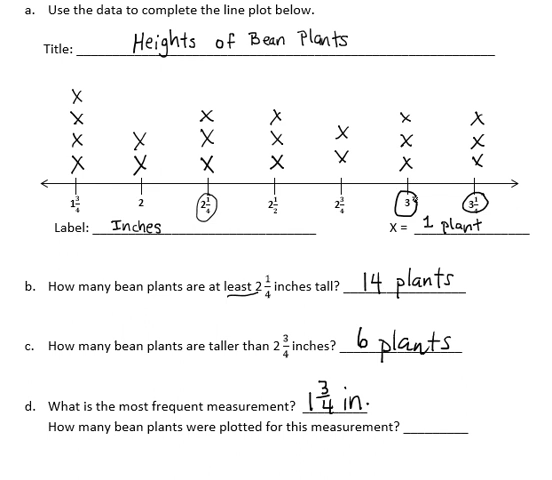 a. Use the data to complete the line plot below.
Title: Heights of Bean Plants
X
X X X X X
X X X X X X X
X X X X X X X
1 3/4 2 2 1/4 2 1/2 2 3/4 3 3 1/4
Label: Inches X = 1 plant
b. How many bean plants are at least 2 1/4 inches tall? 14 plants
c. How many bean plants are taller than 2 3/4 inches? 6 plants
d. What is the most frequent measurement? 1 3/4 in.
How many bean plants were plotted for this measurement?